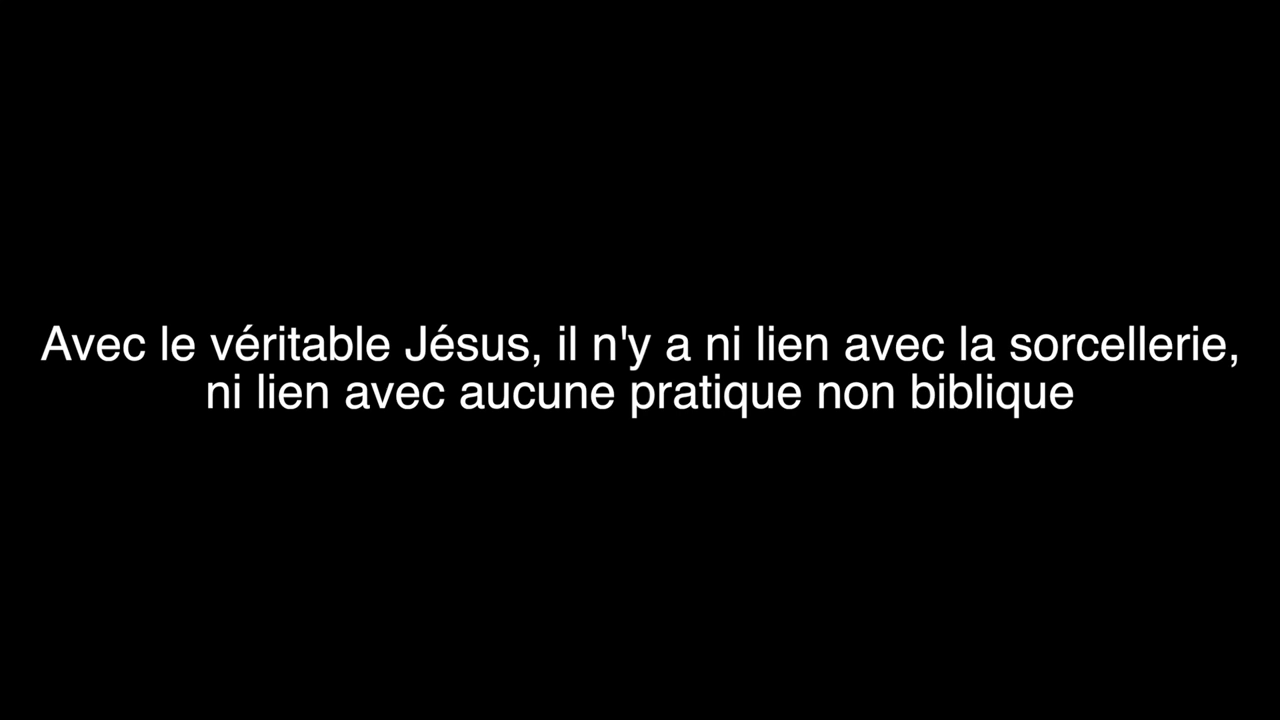 Avec le véritable Jésus, il n'y a ni lien avec la sorcellerie,
ni lien avec aucune pratique non biblique